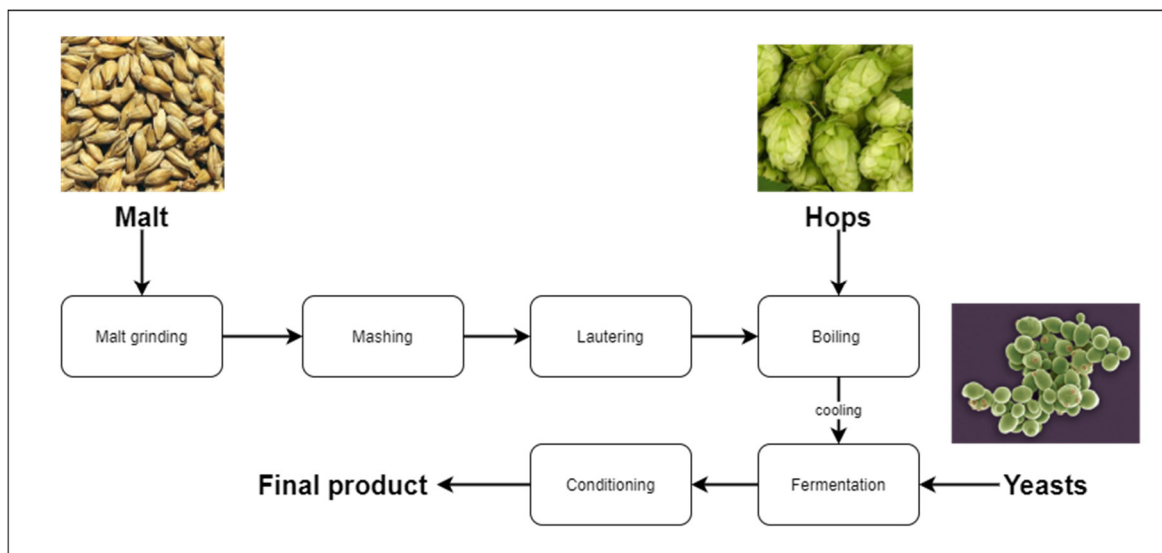 Malt
Hops
Malt grinding
Mashing
Lautering
Boiling
cooling
Final product
Conditioning
Fermentation
Yeasts